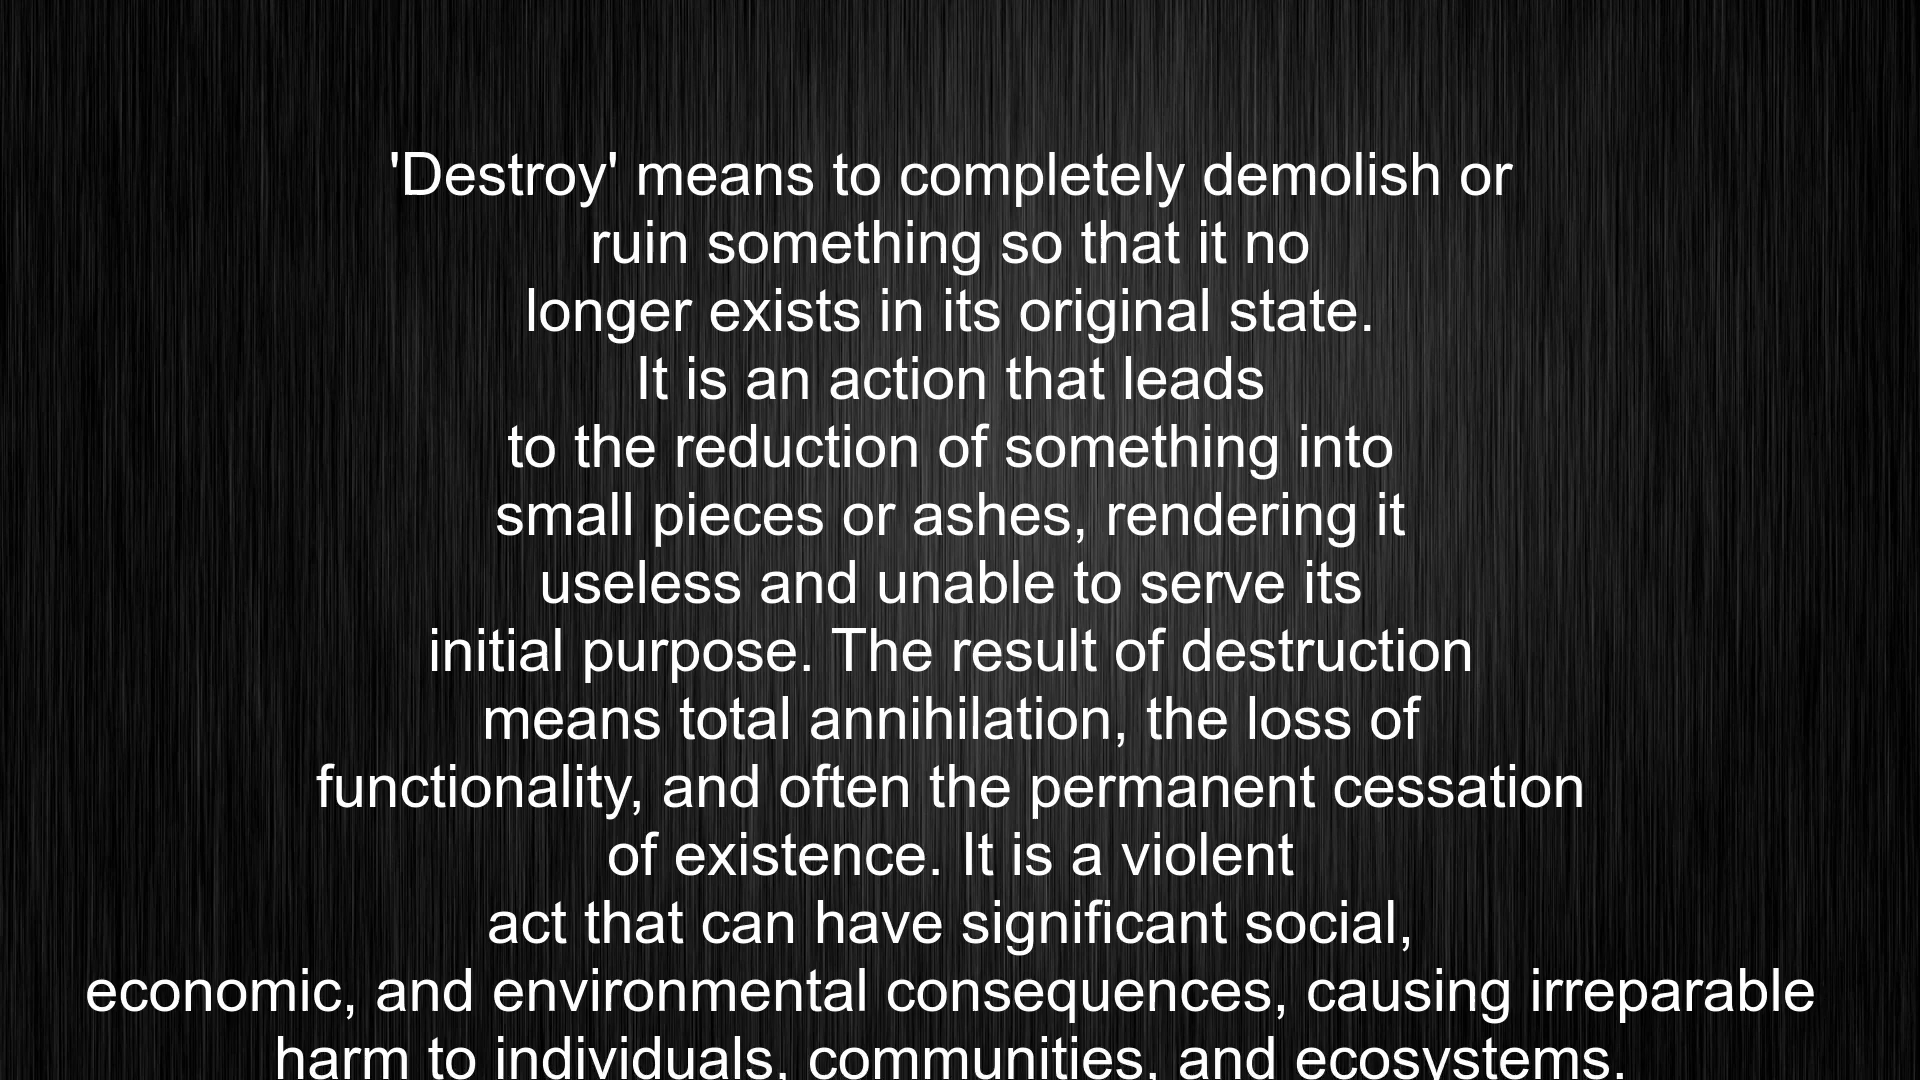 'Destroy' means to completely demolish or
ruin something so that it no
longer exists in its original state.
It is an action that leads
to the reduction of something into
small pieces or ashes, rendering it
useless and unable to serve its
initial purpose. The result of destruction
means total annihilation, the loss of
functionality, and often the permanent cessation
of existence. It is a violent
act that can have significant social,
economic, and environmental consequences, causing irreparable
harm to individuals, communities, and ecosystems.